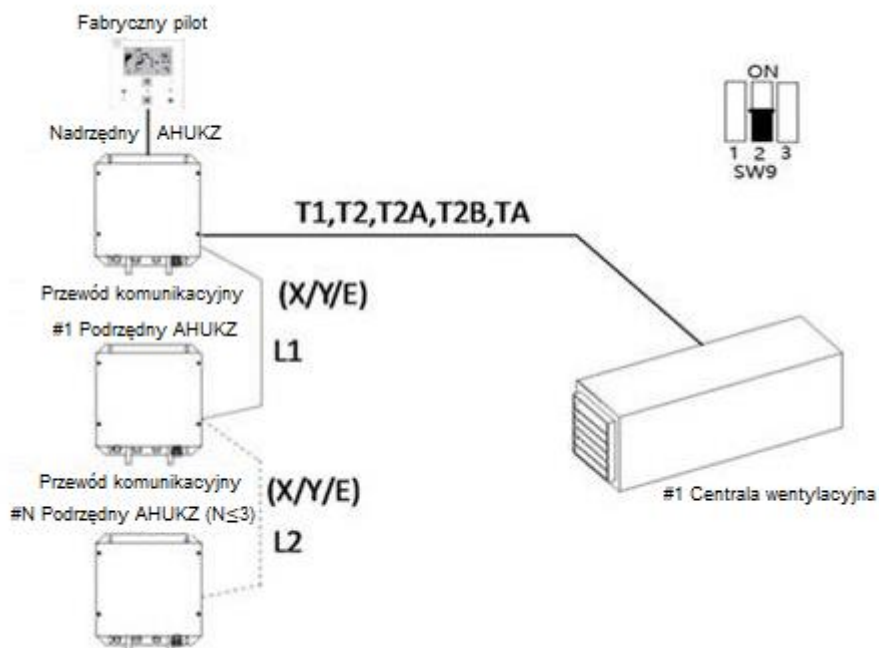 Fabryczny pilot
Nadrzędny AHUKZ
ON
1 2 3
SW9
T1,T2,T2A,T2B,TA
Przewód komunikacyjny
(X/Y/E)
#1 Podrzędny AHUKZ
L1
Przewód komunikacyjny
(X/Y/E)
#N Podrzędny AHUKZ (N≤3)
L2
#1 Centrala wentylacyjna